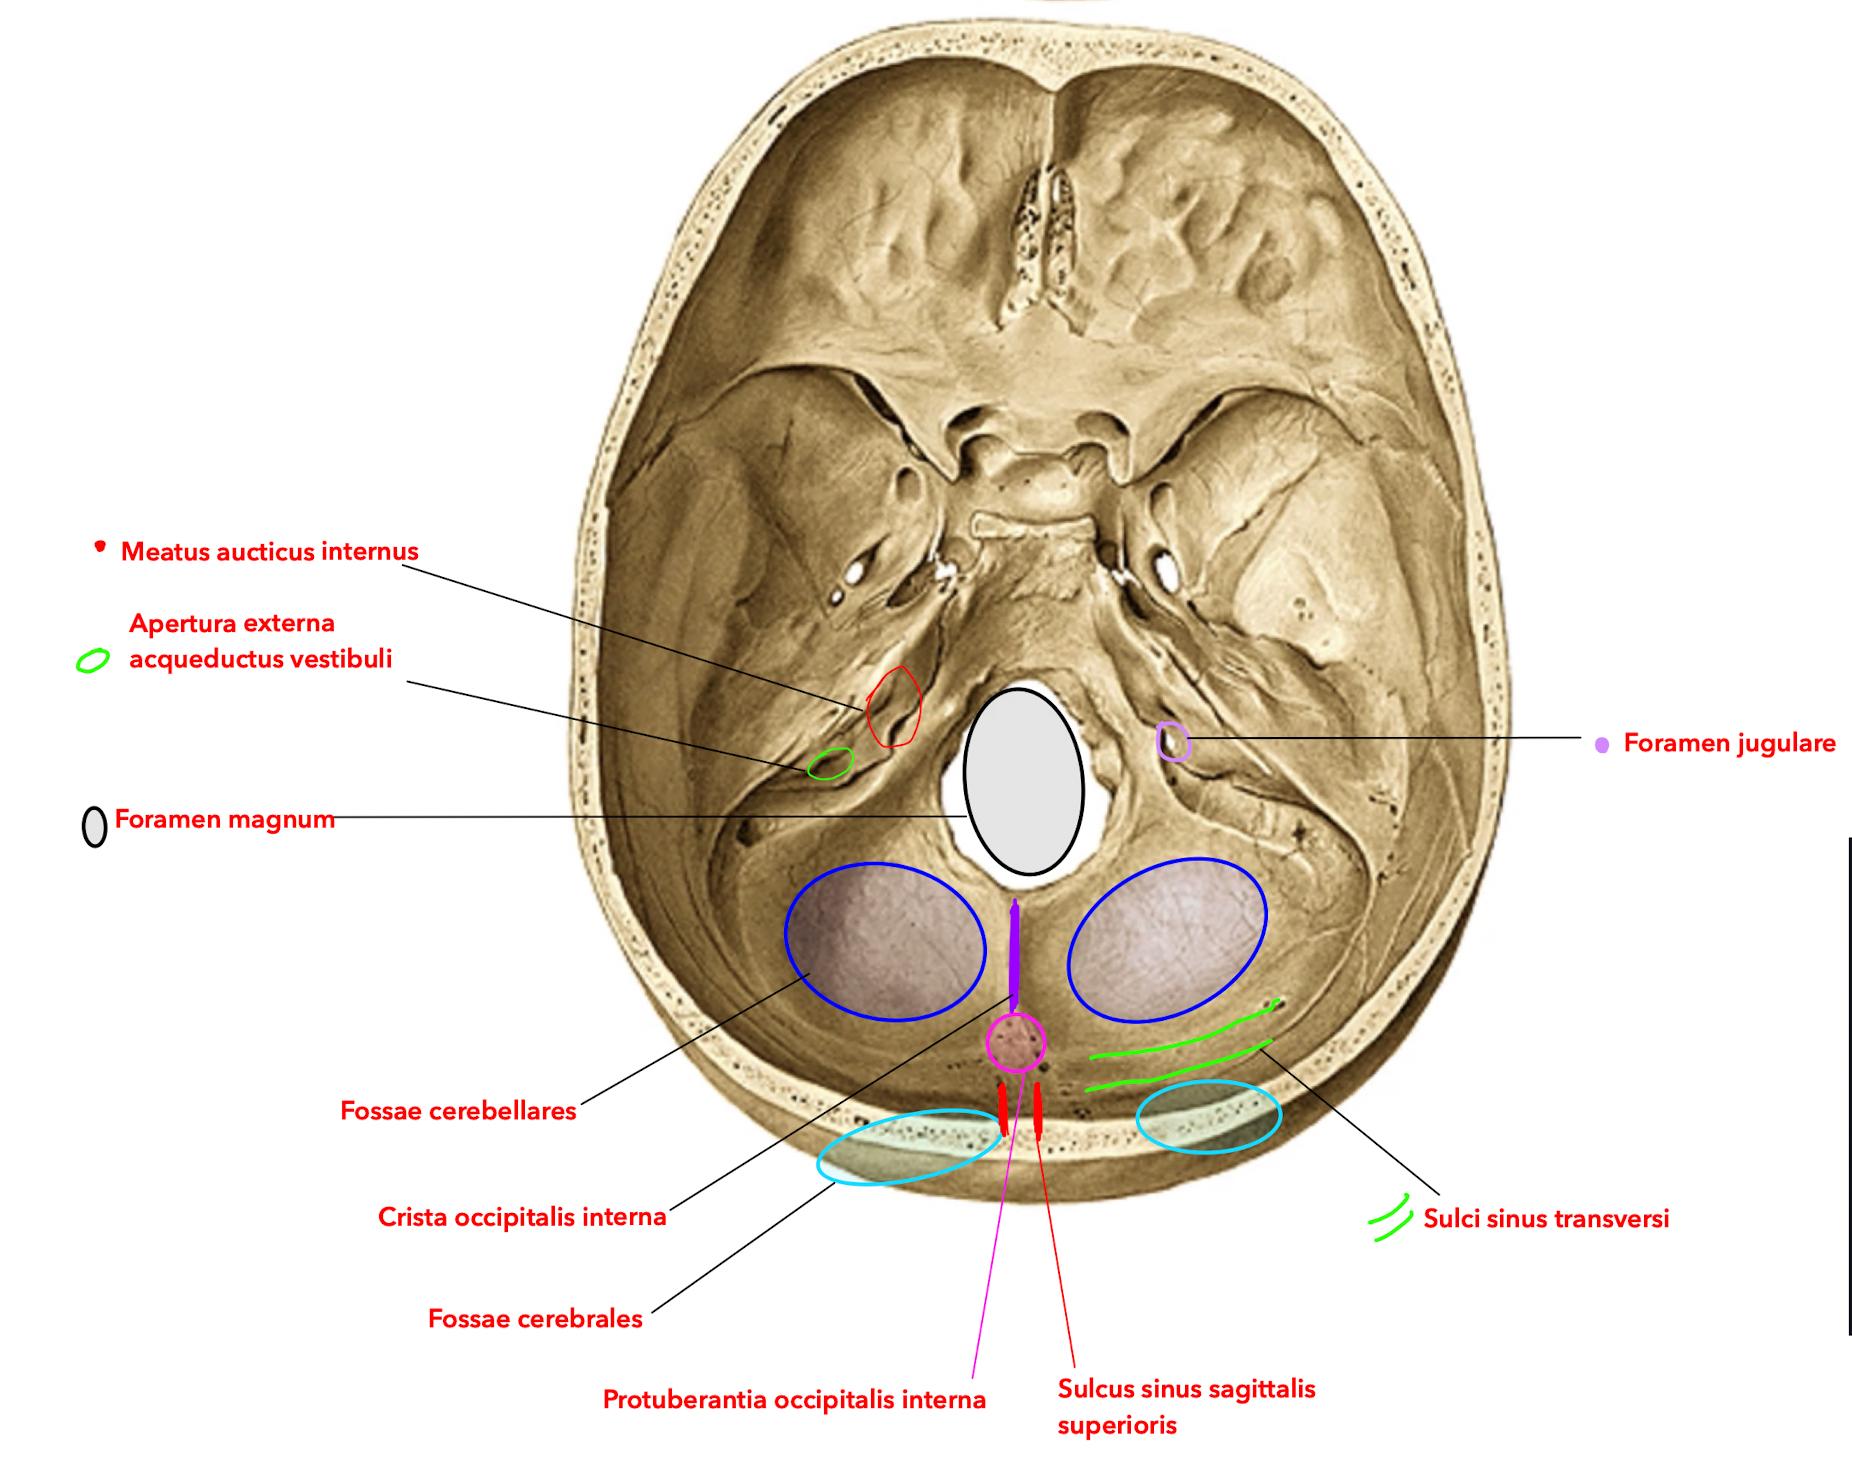 Meatus aucticus internus
Apertura externa
acqueductus vestibuli
Foramen magnum
Foramen jugulare
Fossae cerebellares
Crista occipitalis interna
Sulci sinus transversi
Fossae cerebrales
Protuberantia occipitalis interna
Sulcus sinus sagittalis
superioris